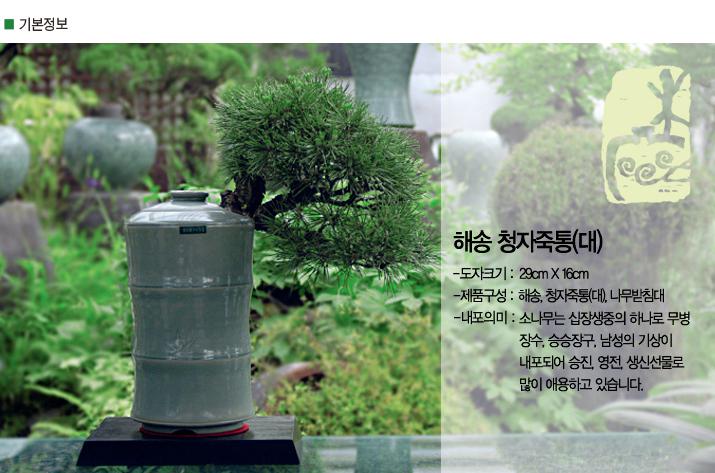 기본정보
해송 청자죽통(대)
-도자크기 : 29cm X 16cm
-제품구성 : 해송, 청자죽통(대), 나무받침대
-내포의미 : 소나무는 십장생중의 하나로 무병
장수, 승승장구, 남성의 기상이
내포되어 승진, 영전, 생신선물로
많이 애용하고 있습니다.